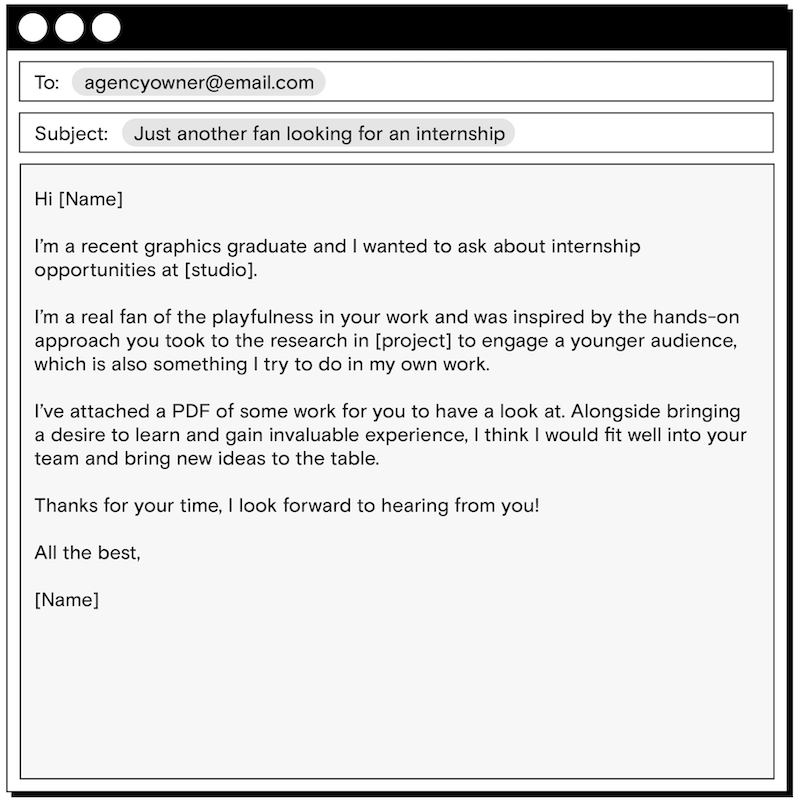 To: agencyowner@email.com
Subject: Just another fan looking for an internship
Hi [Name]
I'm a recent graphics graduate and I wanted to ask about internship
opportunities at [studio].
I'm a real fan of the playfulness in your work and was inspired by the hands-on
approach you took to the research in [project] to engage a younger audience,
which is also something I try to do in my own work.
I've attached a PDF of some work for you to have a look at. Alongside bringing
a desire to learn and gain invaluable experience, I think I would fit well into your
team and bring new ideas to the table.
Thanks for your time, I look forward to hearing from you!
All the best,
[Name]